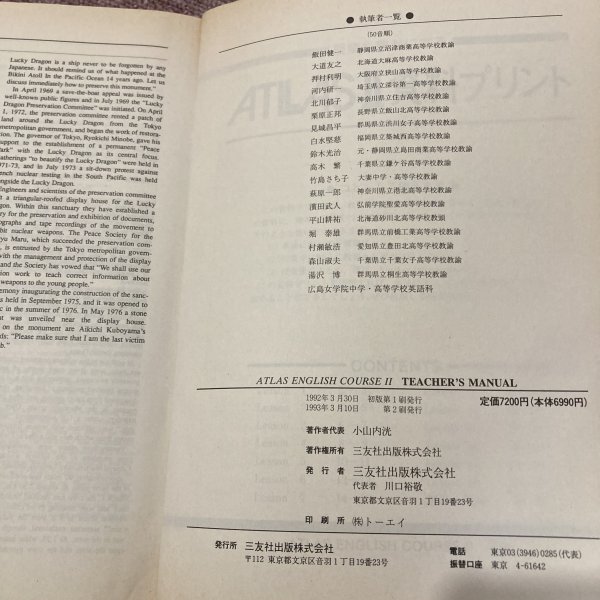 Lucky Dragon is a ship never to be forgotten by any
Japanese. It should remind us of what happened at the
Bikini Atoll In the Pacific Ocean 14 years ago. Let us
discuss immediately how to preserve this monument."
In April 1969 a save-the-boat appeal was issued by
well-known public figures and in July 1969 the "Lucky
Dragon Preservation Committee" was initiated. On April
1, 1972, the preservation committee rented a patch of
land around the Lucky Dragon from the Tokyo
metropolitan government, and began the work of restora-
tion. The governor of Tokyo, Ryokichi Minobe, gave his
support to the establishment of a permanent "Peace
Park" with the Lucky Dragon as its central focus.
atherings "to beautify the Lucky Dragon" were held in
971-73, and in July 1973 a sit-down protest against
ench nuclear testing in the South Pacific was held
longside the Lucky Dragon.
Engineers and scientists of the preservation committee
t a triangular-roofed display house for the Lucky
gon. Within this sanctuary they have established a
ry for the preservation and exhibition of documents,
ographs and tape recordings of the movement to
bit nuclear weapons. The Peace Society for the
yu Maru, which succeeded the preservation com-
, is entrusted by the Tokyo metropolitan govern-
with the management and protection of the display
and the Society has vowed that "We shall use our
ion work to teach correct information about
weapons to the young people."
emony inaugurating the construction of the sanc-
s held in September 1975, and it was opened to
c in the summer of 1976. In May 1976 a stone
nt was unveiled near the display house.
on the monument are Aikichi Kuboyama's
ds: "Please make sure that I am the last victim
b."
● 執筆者一覧 ●
(50音順)
飯田健一 静岡県立沼津商業高等学校教諭
大道友之 北海道大麻高等学校教諭
押村利明 大阪府立狭山高等学校教諭
河内研一 埼玉県立深谷第一高等学校教諭
北川郁子 神奈川県立住吉高等学校教諭
栗原正邦 長野県立飯山北高等学校教諭
見城昌平 群馬県立渋川女子高等学校教諭
白木堅慈 福岡県立築城西高等学校教諭
鈴木光治 元・静岡県立島田商業高等学校教諭
高木繁 千葉県立鎌ケ谷高等学校教諭
竹島さち子 大妻中学・高等学校教諭
萩原一郎 神奈川県立港北高等学校教諭
濱田武人 弘前学院聖愛高等学校教諭
平山耕祐 北海道砂川北高等学校教頭
堀 泰雄 群馬県立前橋工業高等学校教諭
村瀬敏浩 愛知県立豊田北高等学校教諭
森山淑夫 千葉県立千葉女子高等学校教諭
湯沢 博 群馬県立桐生高等学校教諭
広島女学院中学・高等学校英語科
ATLAS ENGLISH COURSE II TEACHER'S MANUAL
1992年3月30日 初版第1刷発行
1993年3月10日 第2刷発行
定価7200円(本体6990円)
著作者代表 小山内洸
著作権所有 三友社出版株式会社
発行者 三友社出版株式会社
代表者 川口裕敬
東京都文京区音羽1丁目19番23号
印刷所 ㈱トーエイ
発行所 三友社出版株式会社
〒112 東京都文京区音羽1丁目19番23号
電話 東京03(3946)0285(代表)
振替口座 東京 4-61642